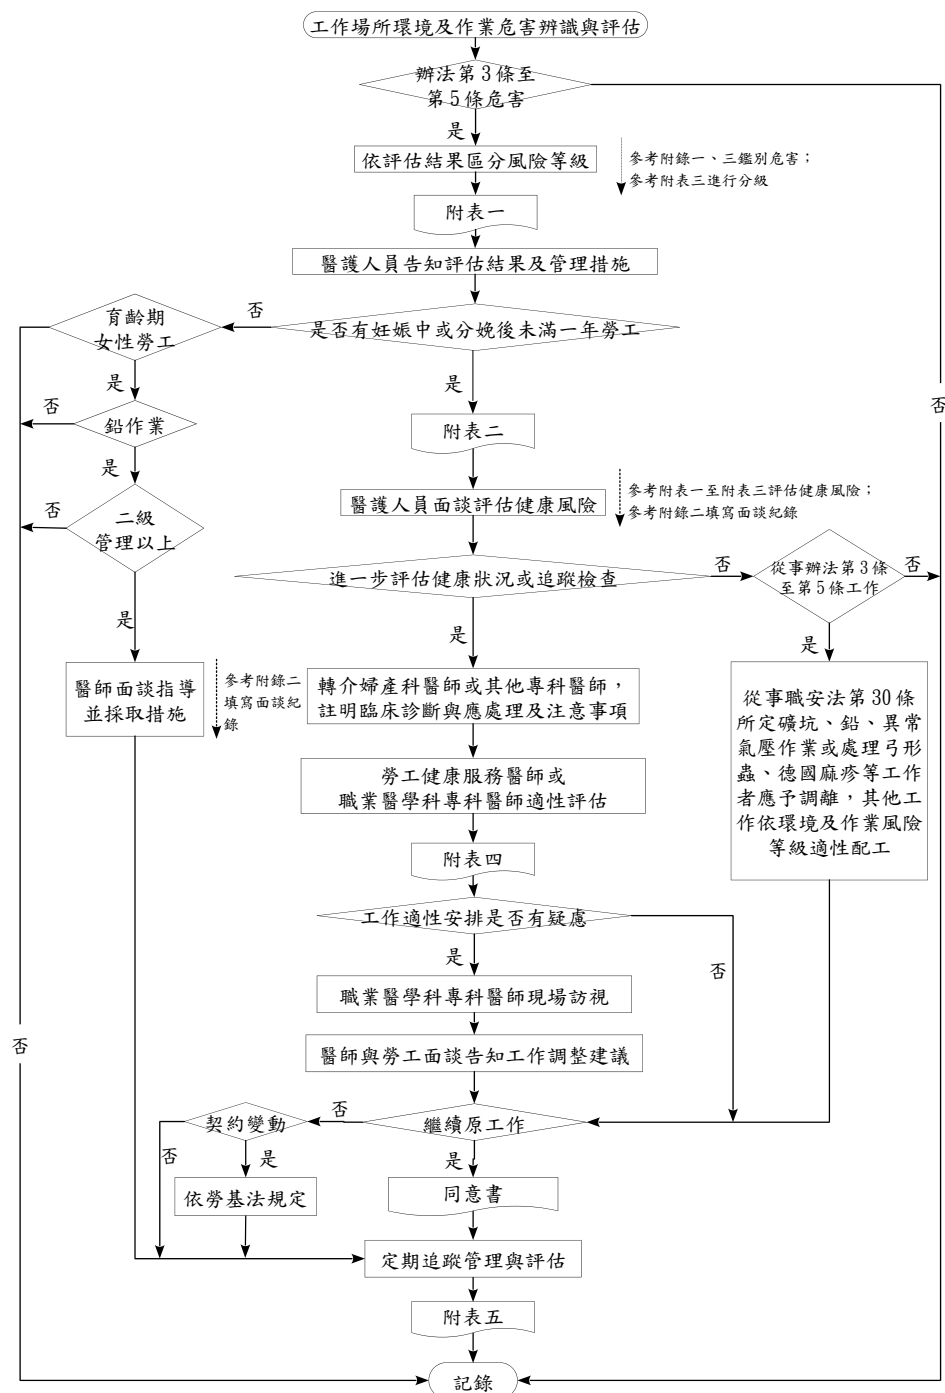 工作場所環境及作業危害辨識與評估
辦法第3條至
第5條危害
是
依評估結果區分風險等級
參考附錄一、三鑑別危害；
參考附表三進行分級
附表一
醫護人員告知評估結果及管理措施
育齡期
女性勞工
否
是否有妊娠中或分娩後未滿一年勞工
是
是
否
否
鉛作業
附表二
是
醫護人員面談評估健康風險
參考附表一至附表三評估健康風險；
參考附錄二填寫面談紀錄
否
二級
管理以上
進一步評估健康狀況或追蹤檢查
否
從事辦法第3條
至第5條工作
否
是
是
是
醫師面談指導
並採取措施
參考附錄二
填寫面談紀
錄
轉介婦產科醫師或其他專科醫師，
註明臨床診斷與應處理及注意事項
從事職安法第30條
所定礦坑、鉛、異常
氣壓作業或處理弓形
蟲、德國麻疹等工作
者應予調離，其他工
作依環境及作業風險
等級適性配工
勞工健康服務醫師或
職業醫學科專科醫師適性評估
附表四
工作適性安排是否有疑慮
是
否
職業醫學科專科醫師現場訪視
否
醫師與勞工面談告知工作調整建議
契約變動
否
繼續原工作
否
是
是
依勞基法規定
同意書
定期追蹤管理與評估
附表五
記錄